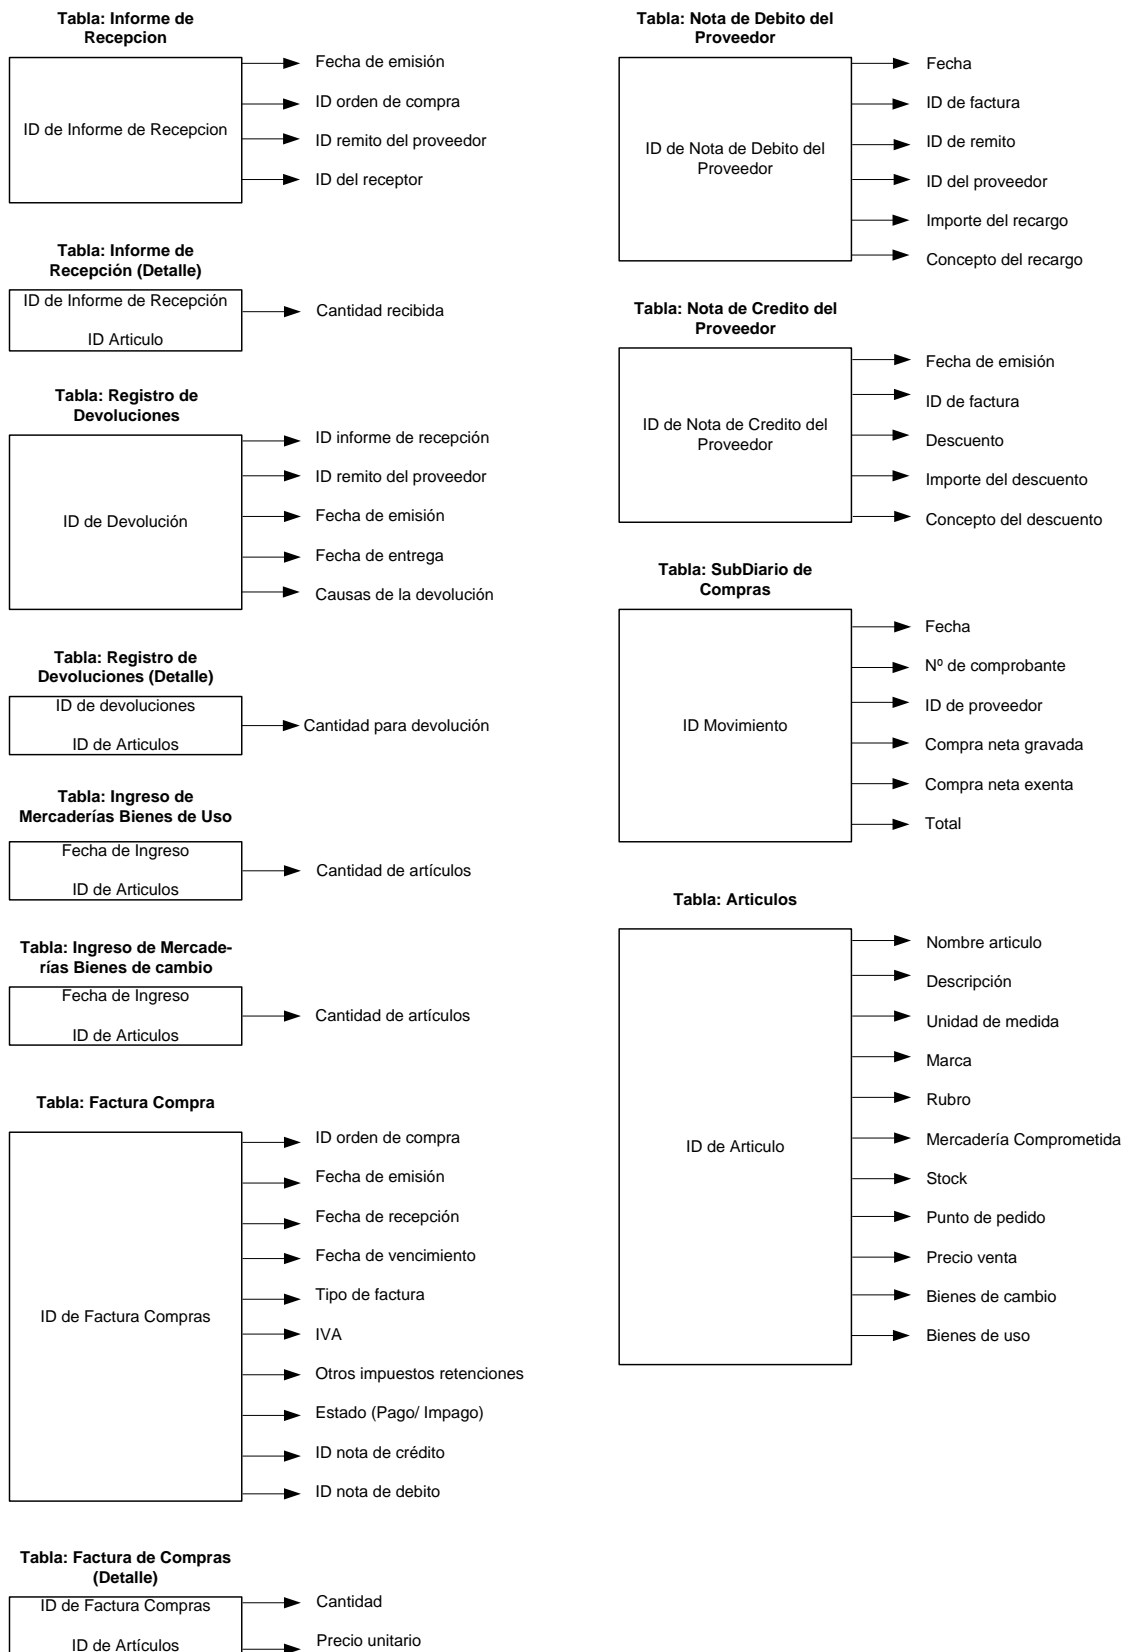 Tabla: Informe de
Recepcion
ID de Informe de Recepcion
Fecha de emisión
ID orden de compra
ID remito del proveedor
ID del receptor
Tabla: Informe de
Recepción (Detalle)
ID de Informe de Recepción
ID Articulo
Cantidad recibida
Tabla: Registro de
Devoluciones
ID de Devolución
ID informe de recepción
ID remito del proveedor
Fecha de emisión
Fecha de entrega
Causas de la devolución
Tabla: Registro de
Devoluciones (Detalle)
ID de devoluciones
ID de Articulos
Cantidad para devolución
Tabla: Ingreso de
Mercaderías Bienes de Uso
Fecha de Ingreso
ID de Articulos
Cantidad de artículos
Tabla: Ingreso de Mercade-
rías Bienes de cambio
Fecha de Ingreso
ID de Articulos
Cantidad de artículos
Tabla: Factura Compra
ID de Factura Compras
ID orden de compra
Fecha de emisión
Fecha de recepción
Fecha de vencimiento
Tipo de factura
IVA
Otros impuestos retenciones
Estado (Pago/ Impago)
ID nota de crédito
ID nota de debito
Tabla: Factura de Compras
(Detalle)
ID de Factura Compras
ID de Artículos
Cantidad
Precio unitario
Tabla: Nota de Debito del
Proveedor
ID de Nota de Debito del
Proveedor
Fecha
ID de factura
ID de remito
ID del proveedor
Importe del recargo
Concepto del recargo
Tabla: Nota de Credito del
Proveedor
ID de Nota de Credito del
Proveedor
Fecha de emisión
ID de factura
Descuento
Importe del descuento
Concepto del descuento
Tabla: SubDiario de
Compras
ID Movimiento
Fecha
Nº de comprobante
ID de proveedor
Compra neta gravada
Compra neta exenta
Total
Tabla: Articulos
ID de Articulo
Nombre articulo
Descripción
Unidad de medida
Marca
Rubro
Mercadería Comprometida
Stock
Punto de pedido
Precio venta
Bienes de cambio
Bienes de uso